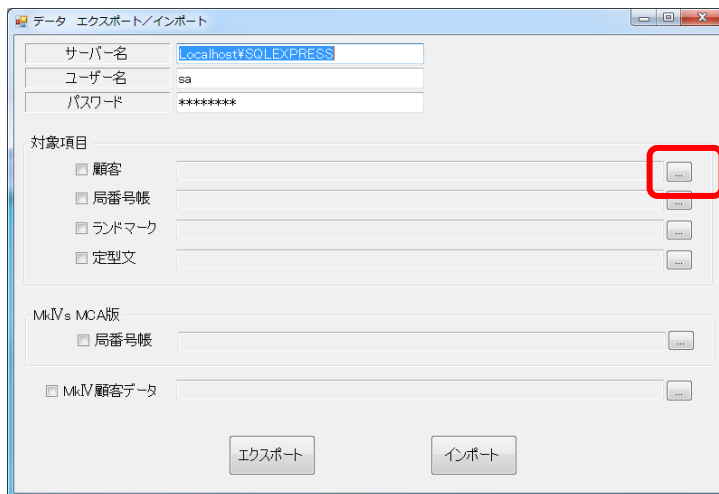 データ エクスポート／インポート
サーバー名 Localhost¥SQLEXPRESS
ユーザー名 sa
パスワード ********
対象項目
顧客 ...
局番号帳 ...
ランドマーク ...
定型文 ...
MkⅣs MCA版
局番号帳 ...
MkⅣ顧客データ ...
エクスポート インポート